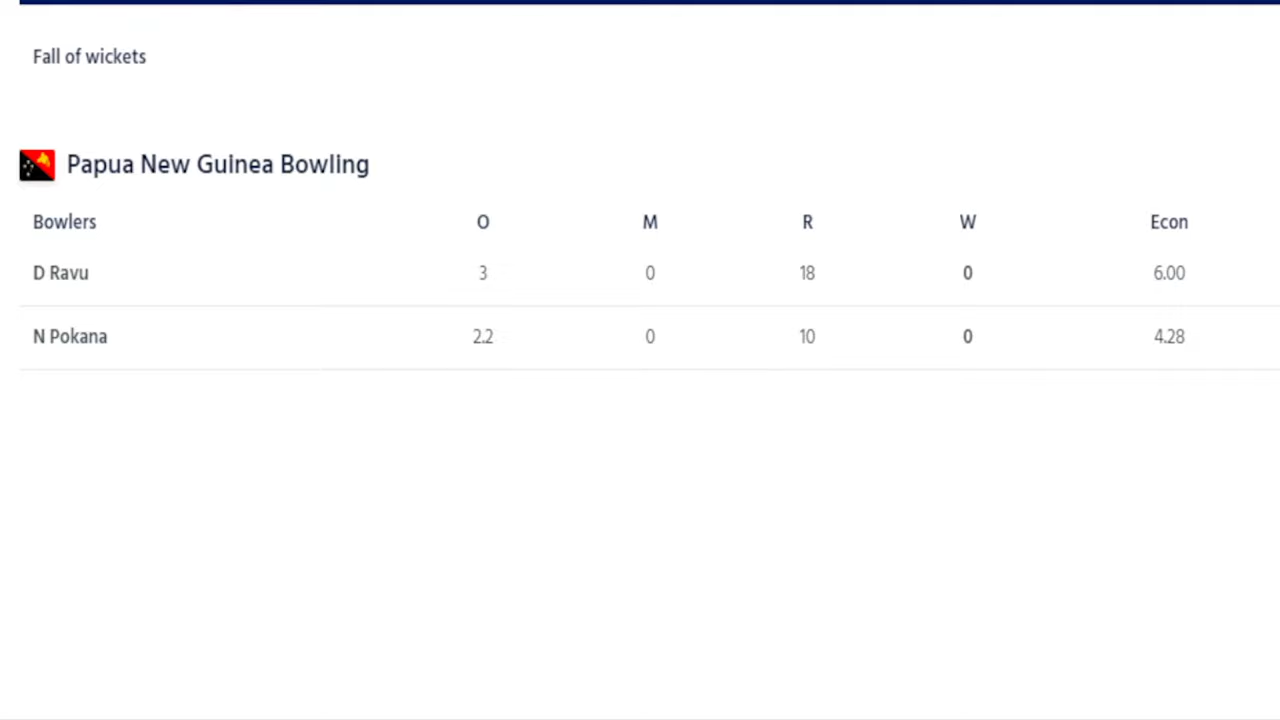 Fall of wickets
Papua New Guinea Bowling
Bowlers O M R W Econ
D Ravu 3 0 18 0 6.00
N Pokana 2.2 0 10 0 4.28